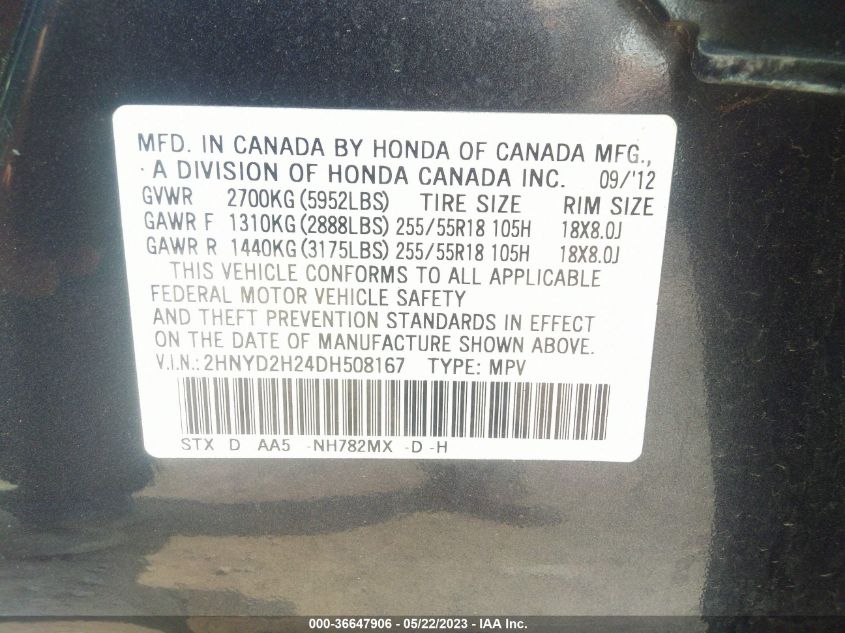 MFD. IN CANADA BY HONDA OF CANADA MFG.,
A DIVISION OF HONDA CANADA INC. 09/'12
GVWR 2700KG (5952LBS) TIRE SIZE RIM SIZE
GAWR F 1310KG (2888LBS) 255/55R18 105H 18X8.0J
GAWR R 1440KG (3175LBS) 255/55R18 105H 18X8.0J
THIS VEHICLE CONFORMS TO ALL APPLICABLE
FEDERAL MOTOR VEHICLE SAFETY
AND THEFT PREVENTION STANDARDS IN EFFECT
ON THE DATE OF MANUFACTURE SHOWN ABOVE.
V.I.N.: 2HNYD2H24DH508167 TYPE: MPV
STX D AA5 -NH782MX -D -H
000-36647906 - 05/22/2023 - IAA Inc.